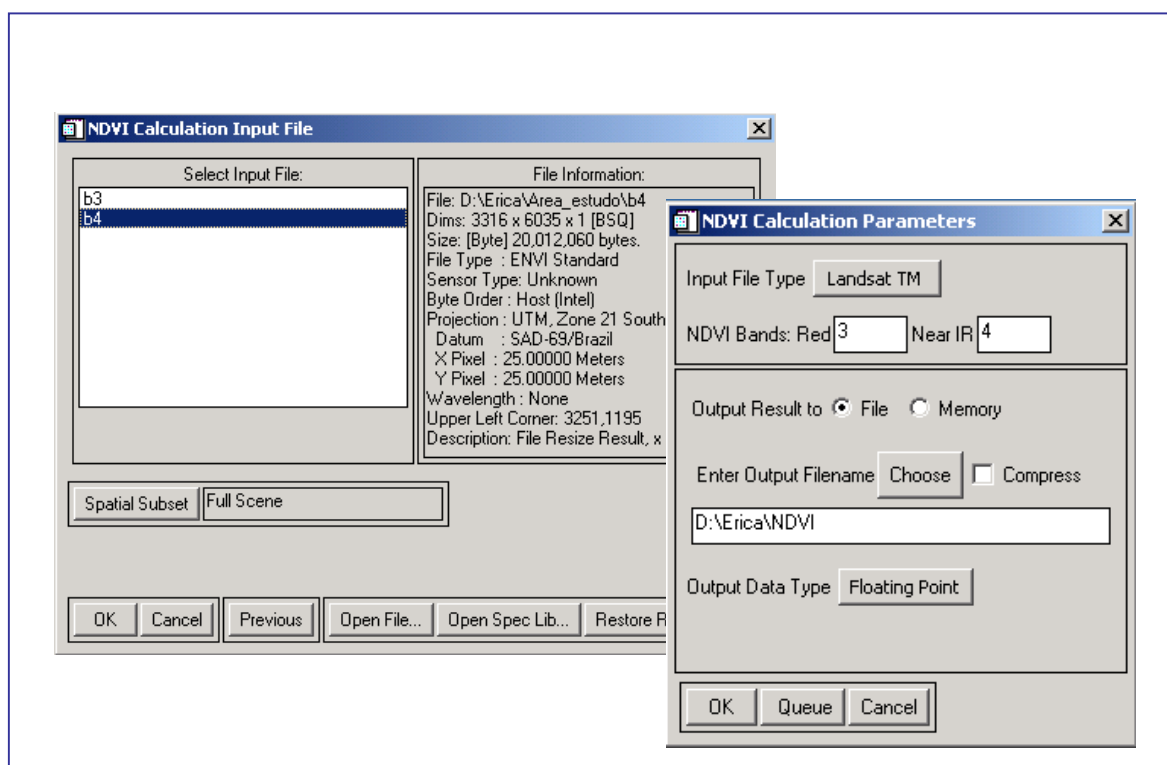 NDVI Calculation Input File
Select Input File:
b3
b4
File Information:
File: D:\Erica\Area_estudo\b4
Dims: 3316 x 6035 x 1 [BSQ]
Size: [Byte] 20,012,060 bytes.
File Type : ENVI Standard
Sensor Type: Unknown
Byte Order : Host (Intel)
Projection : UTM, Zone 21 South
Datum : SAD-69/Brazil
X Pixel : 25.00000 Meters
Y Pixel : 25.00000 Meters
Wavelength : None
Upper Left Corner: 3251,1195
Description: File Resize Result, x
Spatial Subset Full Scene
OK Cancel Previous Open File... Open Spec Lib... Restore R
NDVI Calculation Parameters
Input File Type Landsat TM
NDVI Bands: Red 3 Near IR 4
Output Result to File Memory
Enter Output Filename Choose Compress
D:\Erica\NDVI
Output Data Type Floating Point
OK Queue Cancel